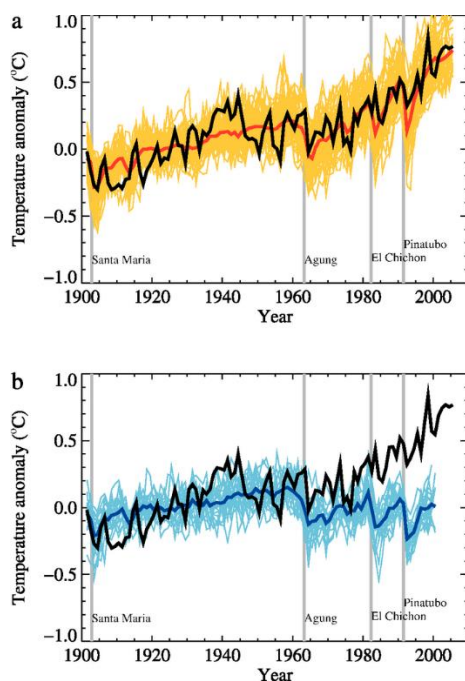 a
Temperature anomaly (°C)
1.0
0.5
0.0
−0.5
−1.0
Santa Maria
Agung
El Chichon
Pinatubo
1900 1920 1940 1960 1980 2000
Year
b
Temperature anomaly (°C)
1.0
0.5
0.0
−0.5
−1.0
Santa Maria
Agung
El Chichon
Pinatubo
1900 1920 1940 1960 1980 2000
Year